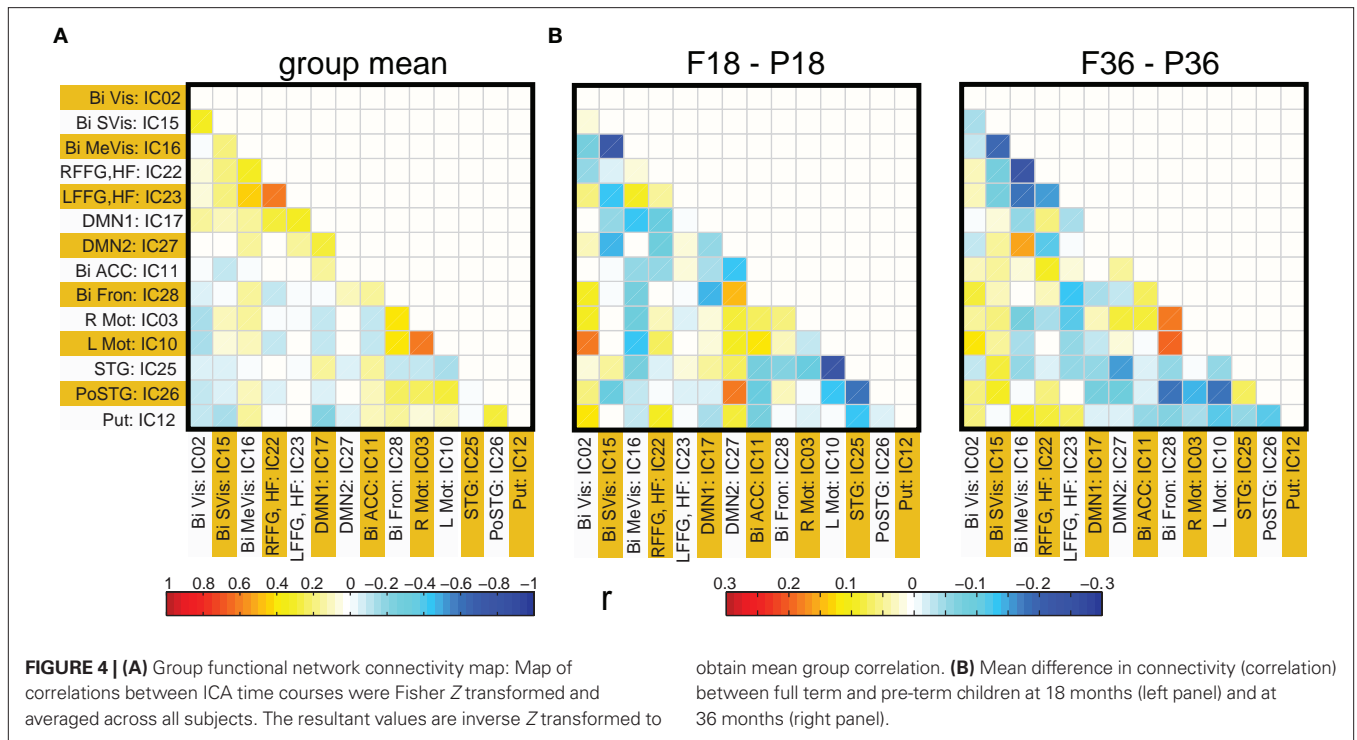 A
B
group mean
F18 - P18
F36 - P36
Bi Vis: IC02
Bi SVis: IC15
Bi MeVis: IC16
RFFG,HF: IC22
LFFG,HF: IC23
DMN1: IC17
DMN2: IC27
Bi ACC: IC11
Bi Fron: IC28
R Mot: IC03
L Mot: IC10
STG: IC25
PoSTG: IC26
Put: IC12
Bi Vis: IC02
Bi SVis: IC15
Bi MeVis: IC16
RFFG, HF: IC22
LFFG, HF: IC23
DMN1: IC17
DMN2: IC27
Bi ACC: IC11
Bi Fron: IC28
R Mot: IC03
L Mot: IC10
STG: IC25
PoSTG: IC26
Put: IC12
Bi Vis: IC02
Bi SVis: IC15
Bi MeVis: IC16
RFFG, HF: IC22
LFFG, HF: IC23
DMN1: IC17
DMN2: IC27
Bi ACC: IC11
Bi Fron: IC28
R Mot: IC03
L Mot: IC10
STG: IC25
PoSTG: IC26
Put: IC12
Bi Vis: IC02
Bi SVis: IC15
Bi MeVis: IC16
RFFG, HF: IC22
LFFG, HF: IC23
DMN1: IC17
DMN2: IC27
Bi ACC: IC11
Bi Fron: IC28
R Mot: IC03
L Mot: IC10
STG: IC25
PoSTG: IC26
Put: IC12
1 0.8 0.6 0.4 0.2 0 −0.2 −0.4 −0.6 −0.8 −1
r
0.3 0.2 0.1 0 −0.1 −0.2 −0.3
FIGURE 4 | (A) Group functional network connectivity map: Map of
correlations between ICA time courses were Fisher Z transformed and
averaged across all subjects. The resultant values are inverse Z transformed to
obtain mean group correlation. (B) Mean difference in connectivity (correlation)
between full term and pre-term children at 18 months (left panel) and at
36 months (right panel).